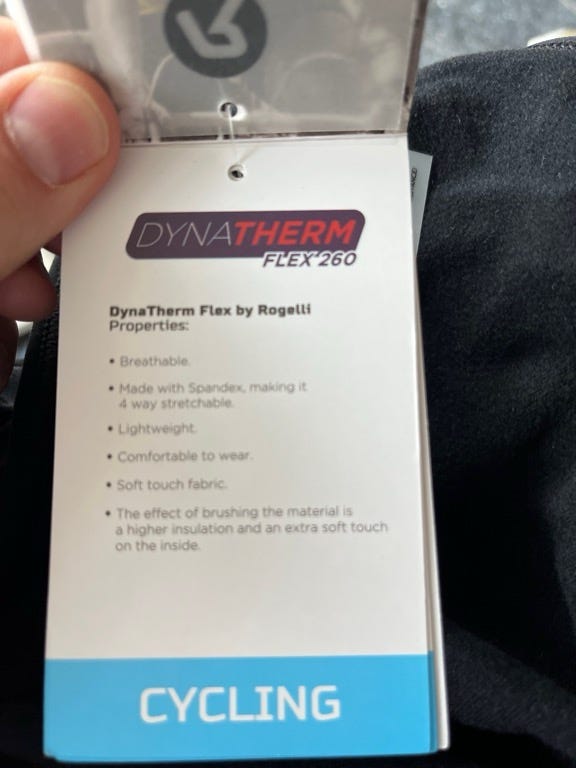 DYNATHERM
FLEX 260
DynaTherm Flex by Rogelli
Properties:
• Breathable.
• Made with Spandex, making it
4 way stretchable.
• Lightweight.
• Comfortable to wear.
• Soft touch fabric.
• The effect of brushing the material is
a higher insulation and an extra soft touch
on the inside.
CYCLING